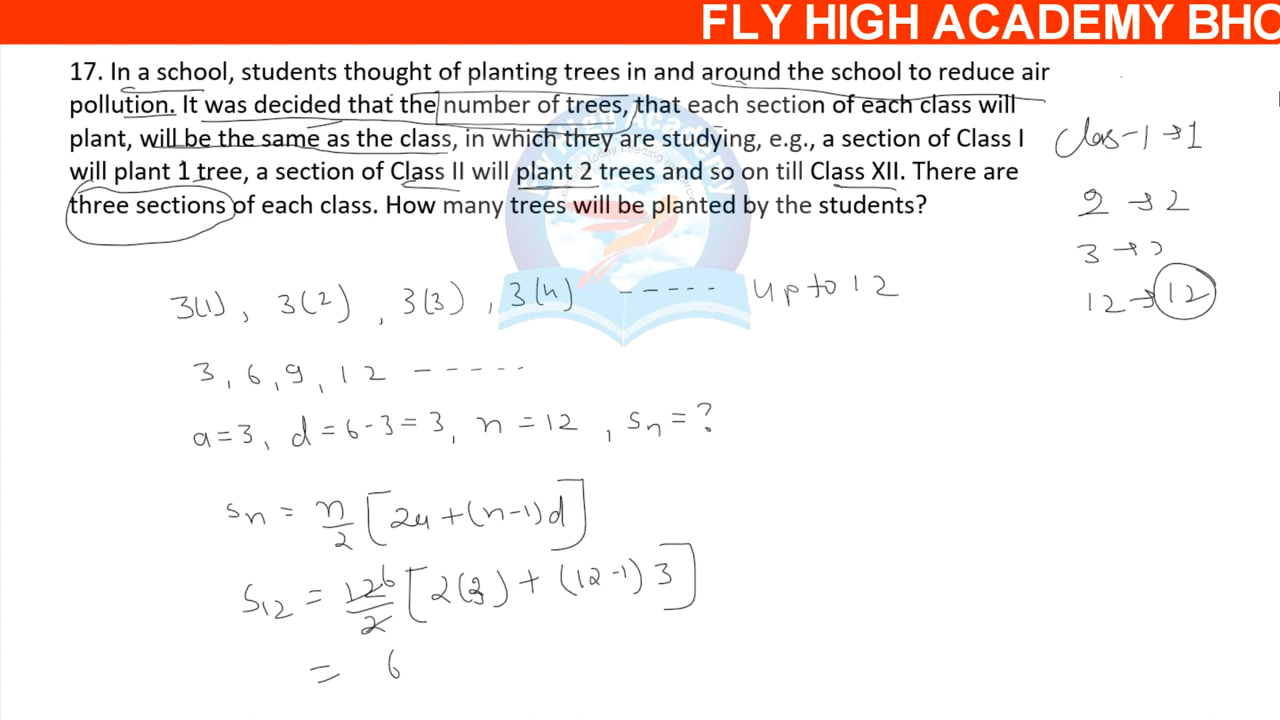 FLY HIGH ACADEMY BHO
17. In a school, students thought of planting trees in and around the school to reduce air
pollution. It was decided that the number of trees, that each section of each class will
plant, will be the same as the class, in which they are studying, e.g., a section of Class I
will plant 1 tree, a section of Class II will plant 2 trees and so on till Class XII. There are
three sections of each class. How many trees will be planted by the students?
Clas-1 → 1
2 → 2
3 → 3
12 → 12
3(1), 3(2), 3(3), 3(4) ----- up to 12
3, 6, 9, 12 -----
a=3, d=6-3=3, n=12, Sn=?
Sn = n/2 [2a+(n-1)d]
S12 = 12/2 6 [2(3)+(12-1)3]
= 6